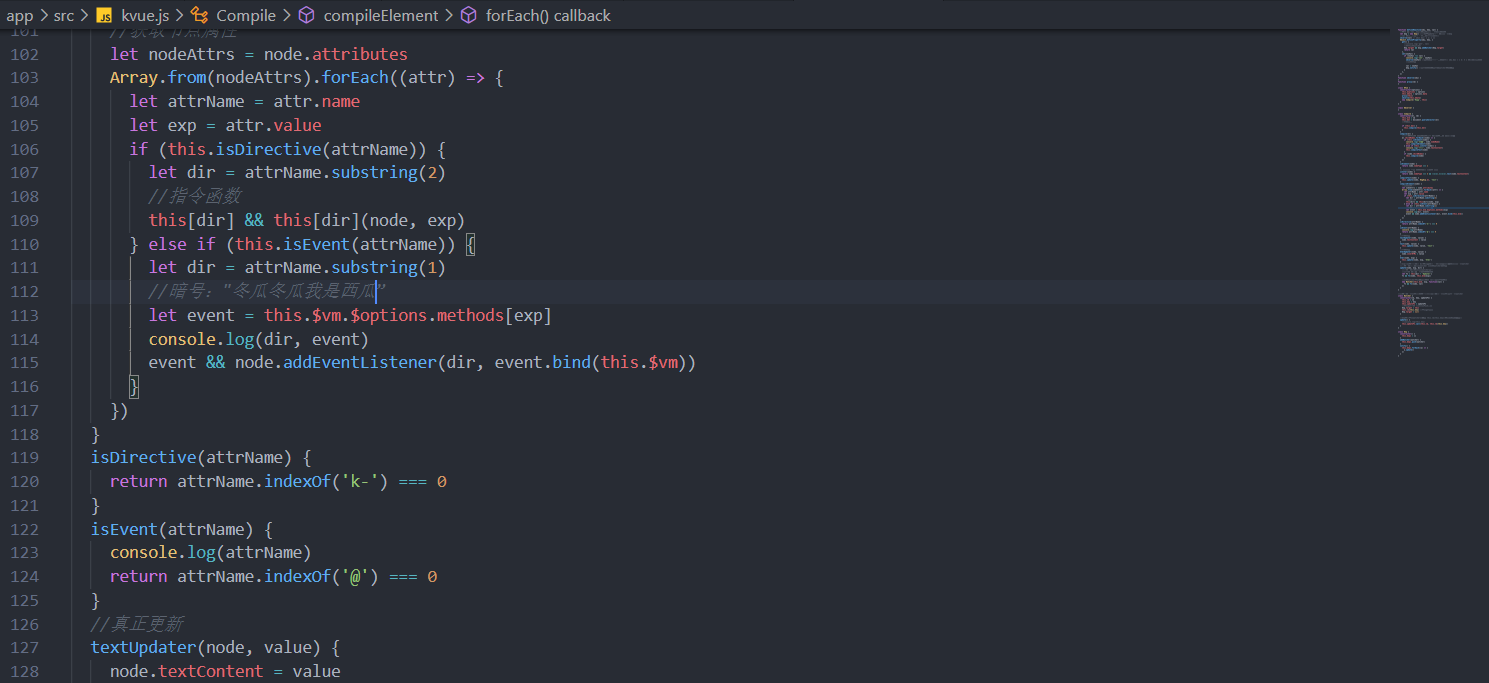 app > src > JS kvue.js > Compile > compileElement > forEach() callback
101 //获取节点属性
102 let nodeAttrs = node.attributes
103 Array.from(nodeAttrs).forEach((attr) => {
104 let attrName = attr.name
105 let exp = attr.value
106 if (this.isDirective(attrName)) {
107 let dir = attrName.substring(2)
108 //指令函数
109 this[dir] && this[dir](node, exp)
110 } else if (this.isEvent(attrName)) {
111 let dir = attrName.substring(1)
112 //暗号："冬瓜冬瓜我是西瓜”
113 let event = this.$vm.$options.methods[exp]
114 console.log(dir, event)
115 event && node.addEventListener(dir, event.bind(this.$vm))
116 }
117 })
118 }
119 isDirective(attrName) {
120 return attrName.indexOf('k-') === 0
121 }
122 isEvent(attrName) {
123 console.log(attrName)
124 return attrName.indexOf('@') === 0
125 }
126 //真正更新
127 textUpdater(node, value) {
128 node.textContent = value